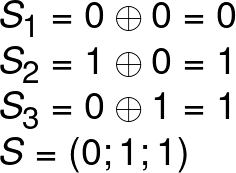 S₁ = 0 ⊕ 0 = 0
S₂ = 1 ⊕ 0 = 1
S₃ = 0 ⊕ 1 = 1
S = (0; 1; 1)